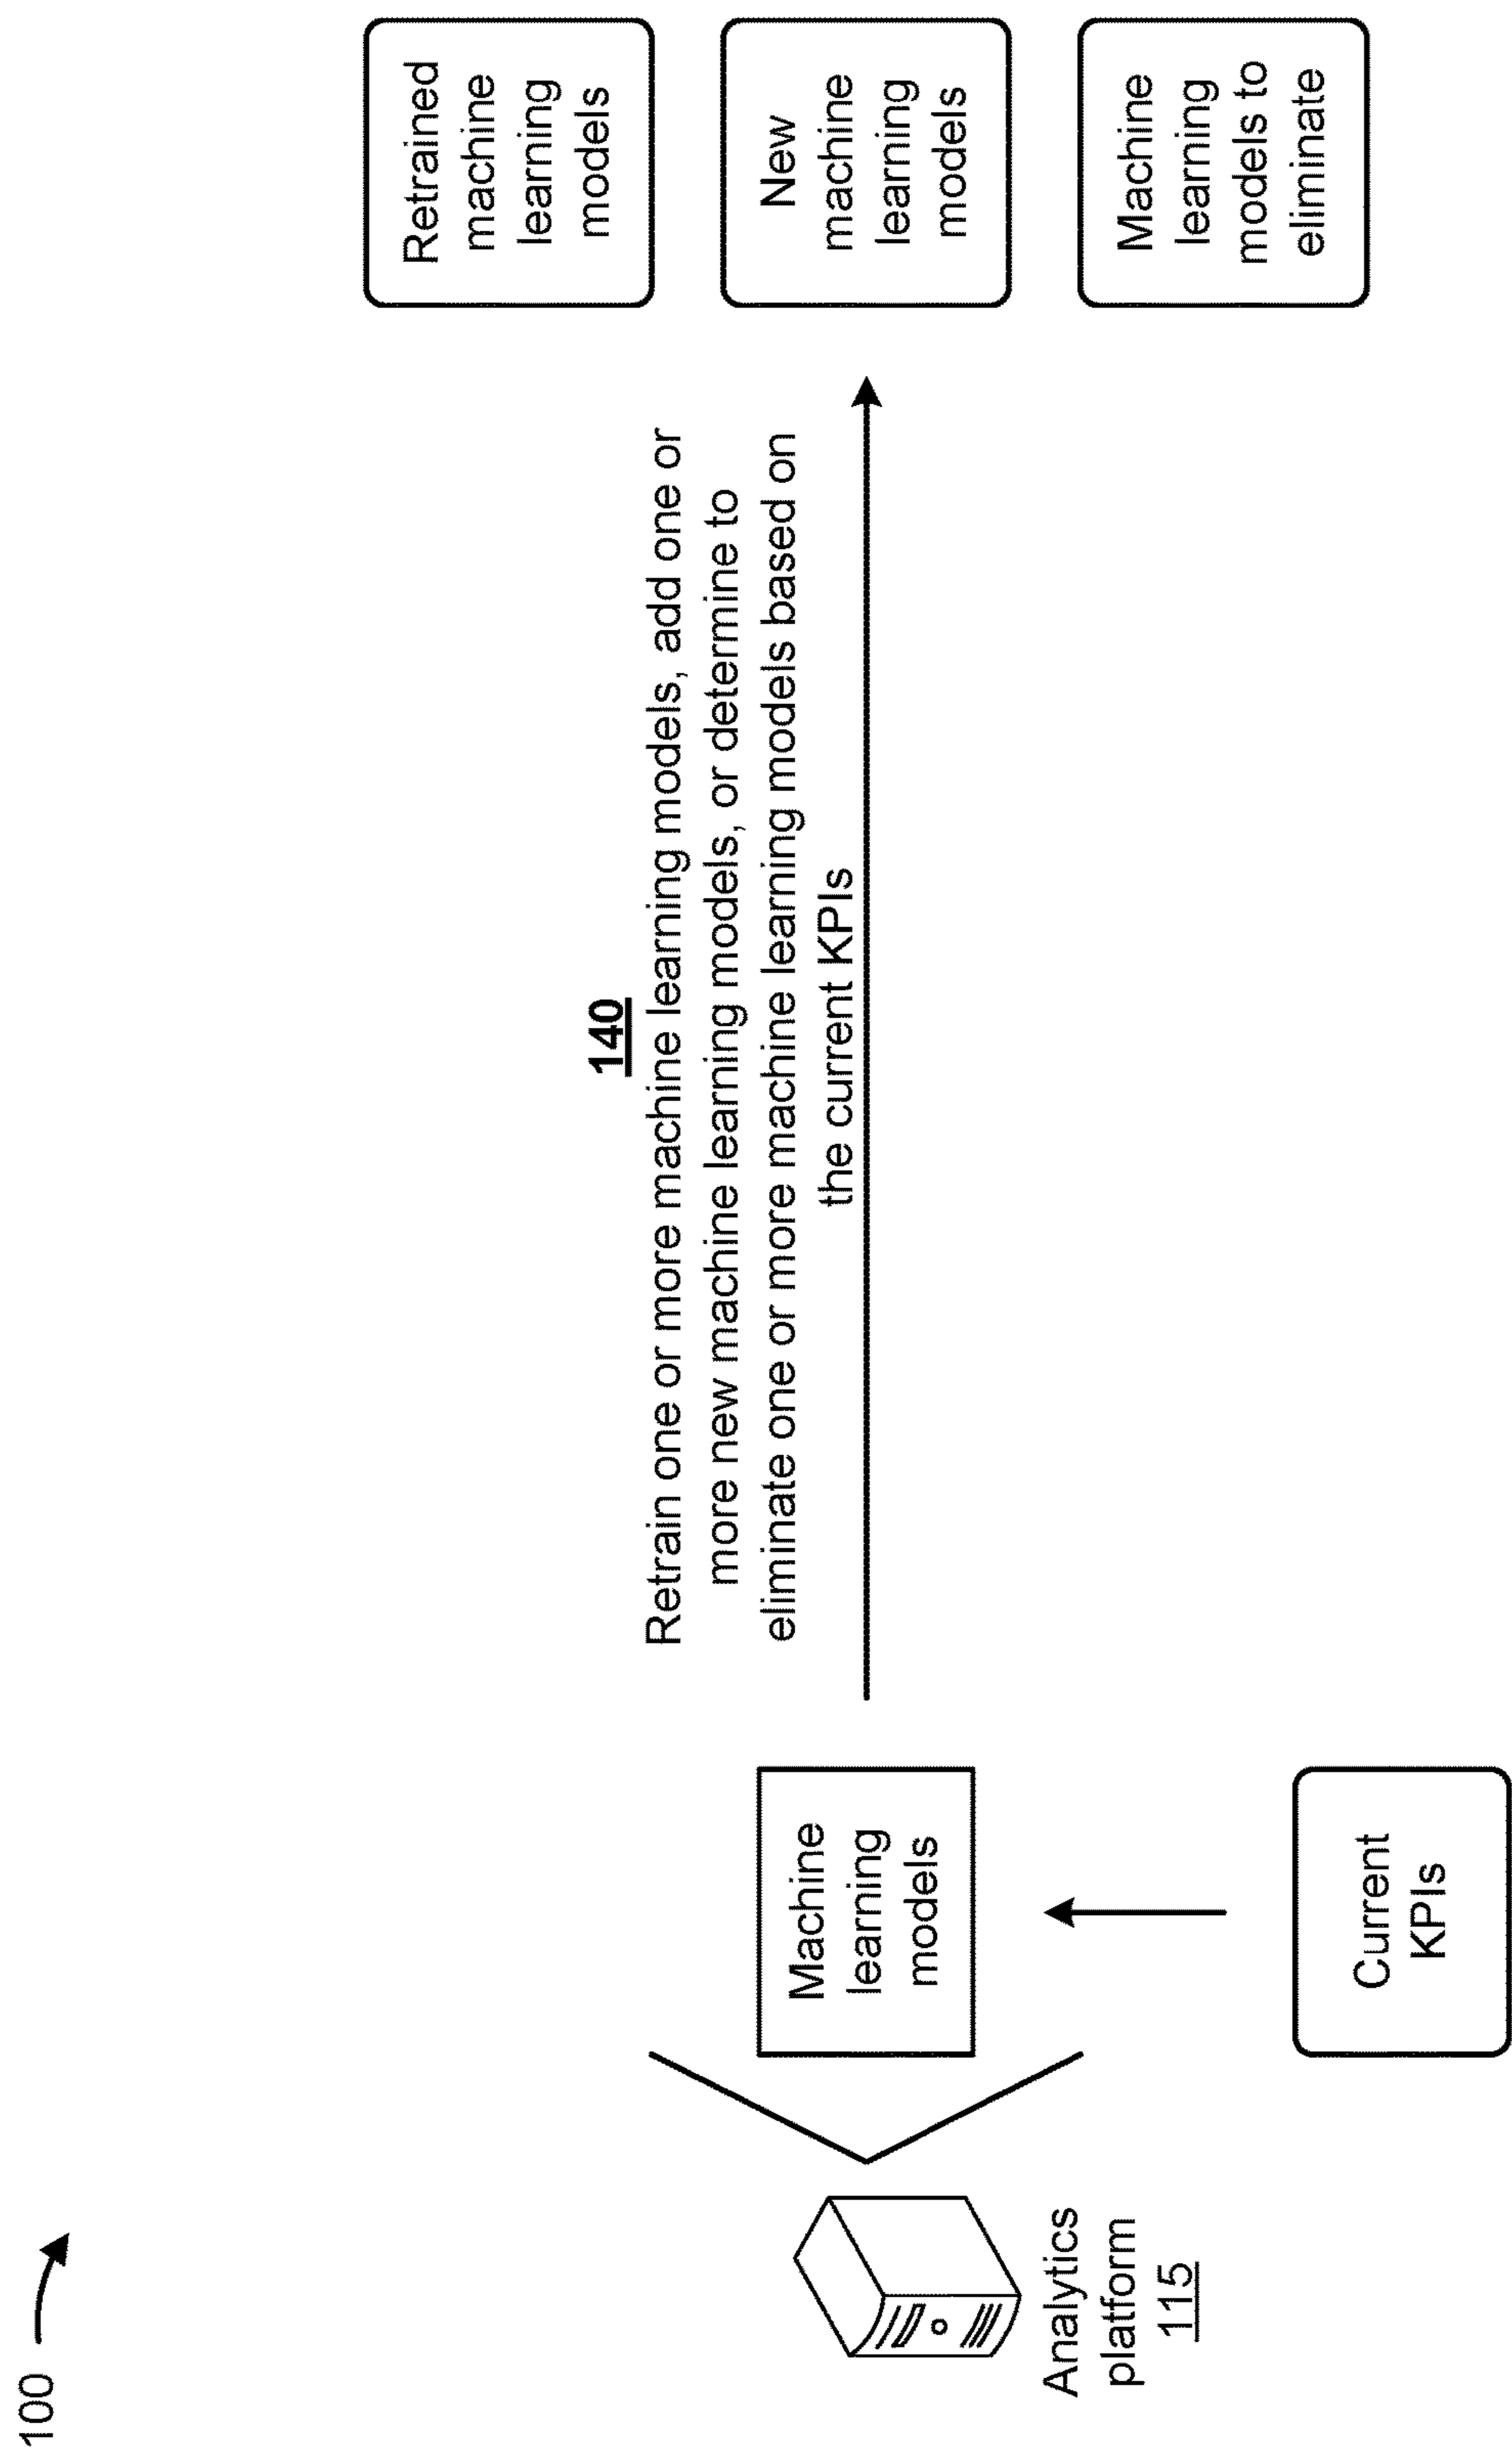 100
140
Retrain one or more machine learning models, add one or
more new machine learning models, or determine to
eliminate one or more machine learning models based on
the current KPIs
Analytics
platform
115
Machine
learning
models
Current
KPIs
Retrained
machine
learning
models
New
machine
learning
models
Machine
learning
models to
eliminate